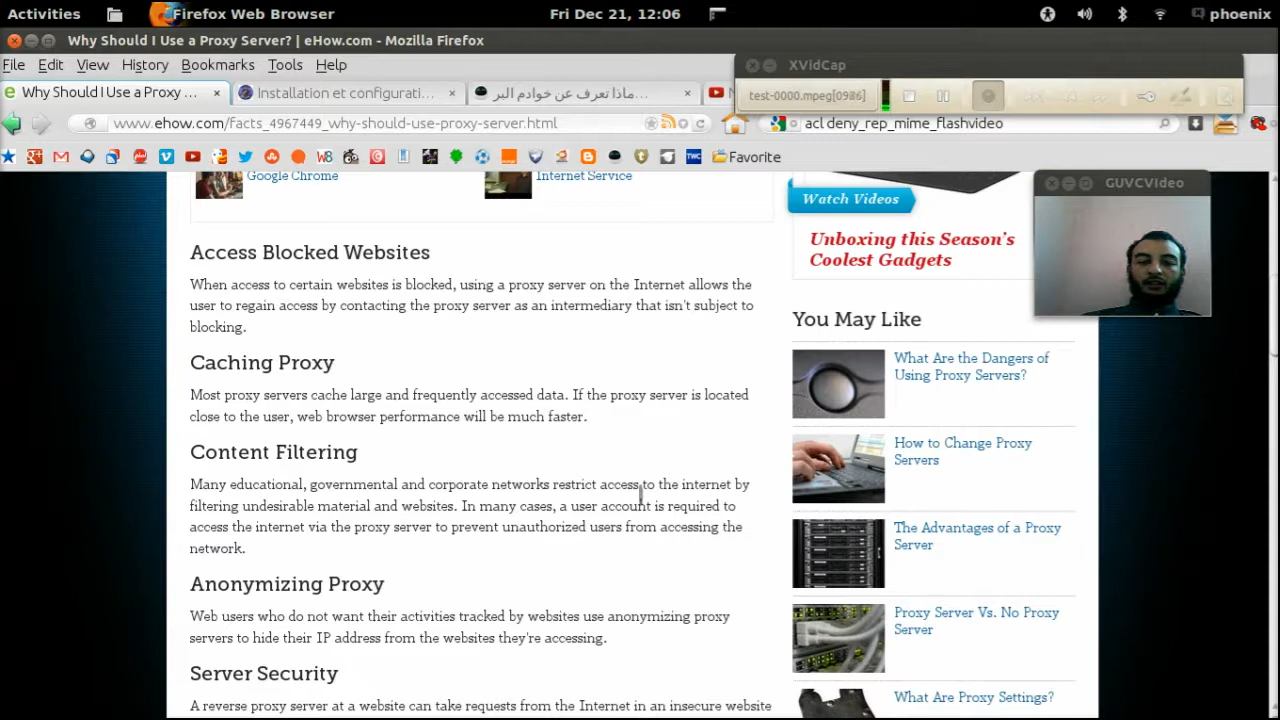 Activities
Firefox Web Browser
Fri Dec 21, 12:06
phoenix
Why Should I Use a Proxy Server? | eHow.com - Mozilla Firefox
File Edit View History Bookmarks Tools Help
XVidCap
Why Should I Use a Proxy ...
Installation et configurati...
ماذا تعرف عن خوادم البر...
test-0000.mpeg[0986]
www.ehow.com/facts_4967449_why-should-use-proxy-server.html
acl deny_rep_mime_flashvideo
W8
TWC
Favorite
Google Chrome
Internet Service
Watch Videos
GUVCVideo
Unboxing this Season's
Coolest Gadgets
Access Blocked Websites
When access to certain websites is blocked, using a proxy server on the Internet allows the
user to regain access by contacting the proxy server as an intermediary that isn't subject to
blocking.
Caching Proxy
Most proxy servers cache large and frequently accessed data. If the proxy server is located
close to the user, web browser performance will be much faster.
Content Filtering
Many educational, governmental and corporate networks restrict access to the internet by
filtering undesirable material and websites. In many cases, a user account is required to
access the internet via the proxy server to prevent unauthorized users from accessing the
network.
Anonymizing Proxy
Web users who do not want their activities tracked by websites use anonymizing proxy
servers to hide their IP address from the websites they're accessing.
Server Security
A reverse proxy server at a website can take requests from the Internet in an insecure website
You May Like
What Are the Dangers of
Using Proxy Servers?
How to Change Proxy
Servers
The Advantages of a Proxy
Server
Proxy Server Vs. No Proxy
Server
What Are Proxy Settings?